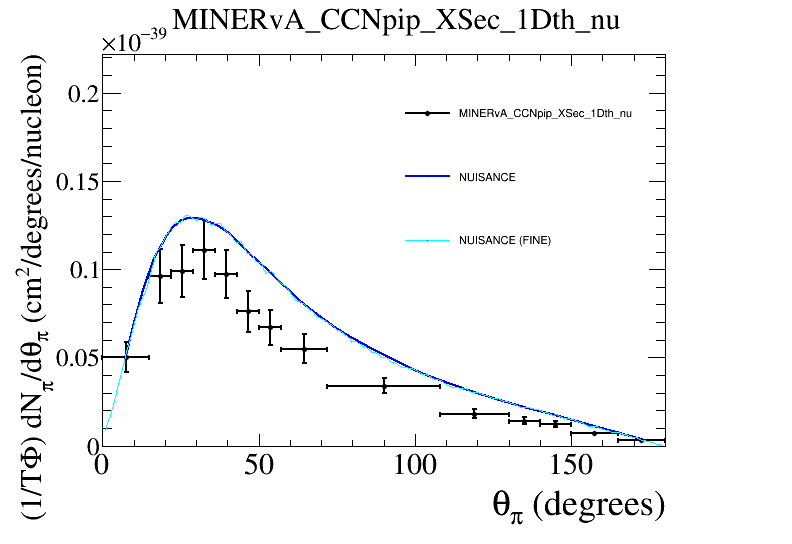 MINERvA_CCNpip_XSec_1Dth_nu
×10⁻³⁹
(1/TΦ) dN_π/dθ_π (cm²/degrees/nucleon)
0.2
0.15
0.1
0.05
0
MINERvA_CCNpip_XSec_1Dth_nu
NUISANCE
NUISANCE (FINE)
0 50 100 150
θ_π (degrees)